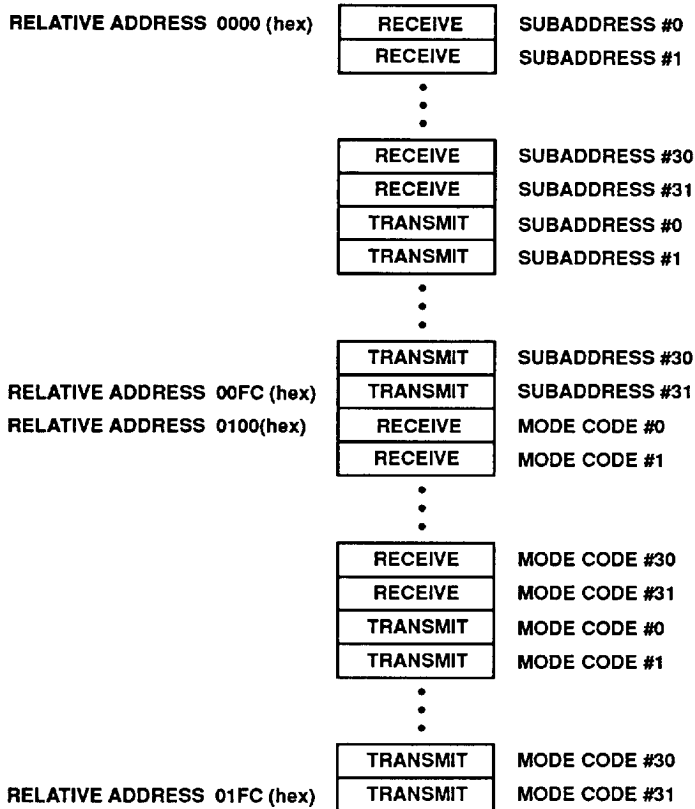 RELATIVE ADDRESS 0000 (hex) RECEIVE SUBADDRESS #0
RECEIVE SUBADDRESS #1
RECEIVE SUBADDRESS #30
RECEIVE SUBADDRESS #31
TRANSMIT SUBADDRESS #0
TRANSMIT SUBADDRESS #1
TRANSMIT SUBADDRESS #30
RELATIVE ADDRESS 00FC (hex) TRANSMIT SUBADDRESS #31
RELATIVE ADDRESS 0100(hex) RECEIVE MODE CODE #0
RECEIVE MODE CODE #1
RECEIVE MODE CODE #30
RECEIVE MODE CODE #31
TRANSMIT MODE CODE #0
TRANSMIT MODE CODE #1
TRANSMIT MODE CODE #30
RELATIVE ADDRESS 01FC (hex) TRANSMIT MODE CODE #31